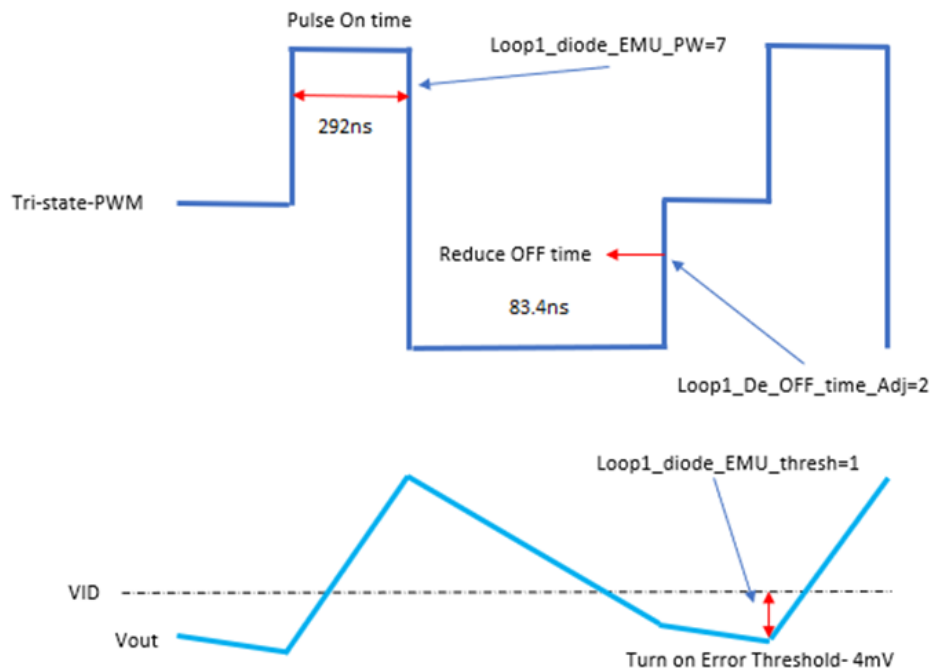 Pulse On time
Loop1_diode_EMU_PW=7
292ns
Tri-state-PWM
Reduce OFF time
83.4ns
Loop1_De_OFF_time_Adj=2
Loop1_diode_EMU_thresh=1
VID
Vout
Turn on Error Threshold- 4mV